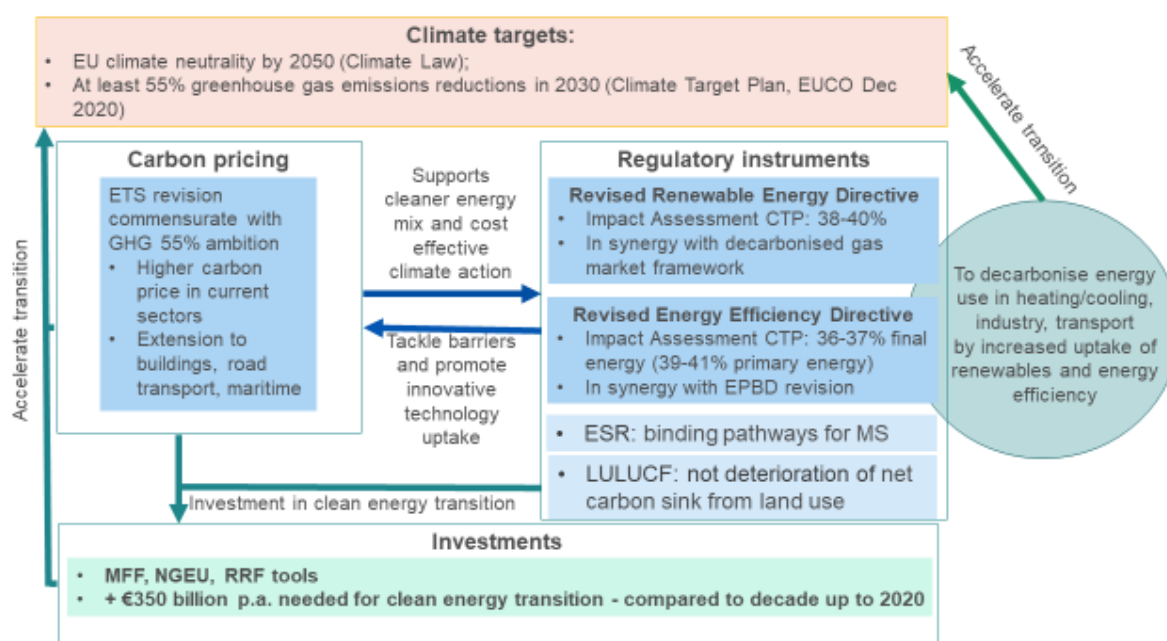 Climate targets:
• EU climate neutrality by 2050 (Climate Law);
• At least 55% greenhouse gas emissions reductions in 2030 (Climate Target Plan, EUCO Dec
2020)
Accelerate transition
Carbon pricing
ETS revision
commensurate with
GHG 55% ambition
• Higher carbon
price in current
sectors
• Extension to
buildings, road
transport, maritime
Supports
cleaner energy
mix and cost
effective
climate action
Tackle barriers
and promote
innovative
technology
uptake
Regulatory instruments
Revised Renewable Energy Directive
• Impact Assessment CTP: 38-40%
• In synergy with decarbonised gas
market framework
Revised Energy Efficiency Directive
• Impact Assessment CTP: 36-37% final
energy (39-41% primary energy)
• In synergy with EPBD revision
• ESR: binding pathways for MS
• LULUCF: not deterioration of net
carbon sink from land use
To decarbonise energy
use in heating/cooling,
industry, transport
by increased uptake of
renewables and energy
efficiency
Accelerate transition
Investment in clean energy transition
Investments
• MFF, NGEU, RRF tools
• + €350 billion p.a. needed for clean energy transition - compared to decade up to 2020